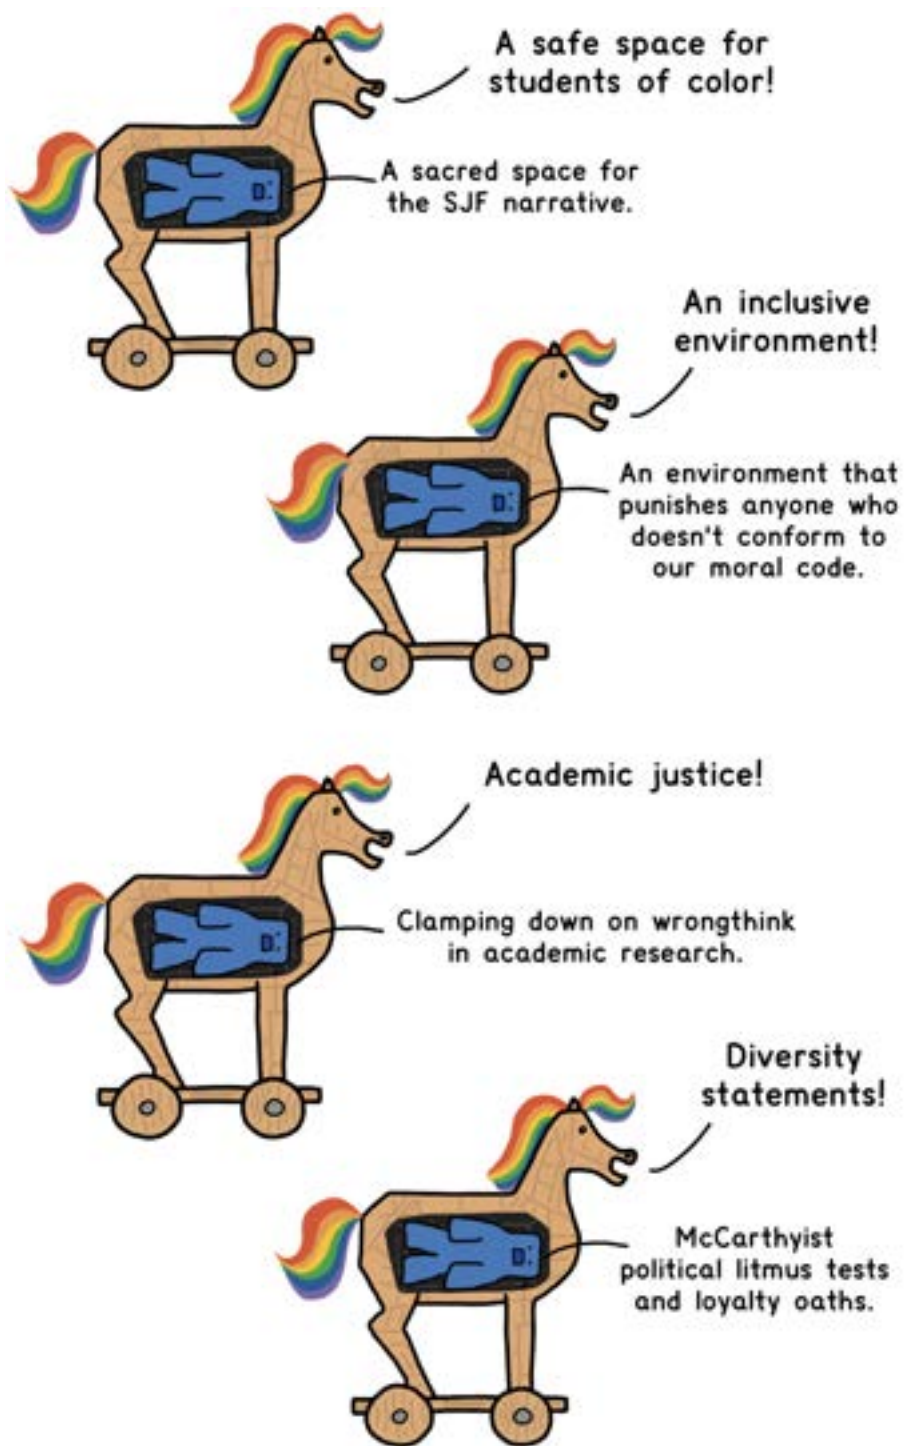 A safe space for
students of color!
A sacred space for
the SJF narrative.
An inclusive
environment!
An environment that
punishes anyone who
doesn't conform to
our moral code.
Academic justice!
Clamping down on wrongthink
in academic research.
Diversity
statements!
McCarthyist
political litmus tests
and loyalty oaths.